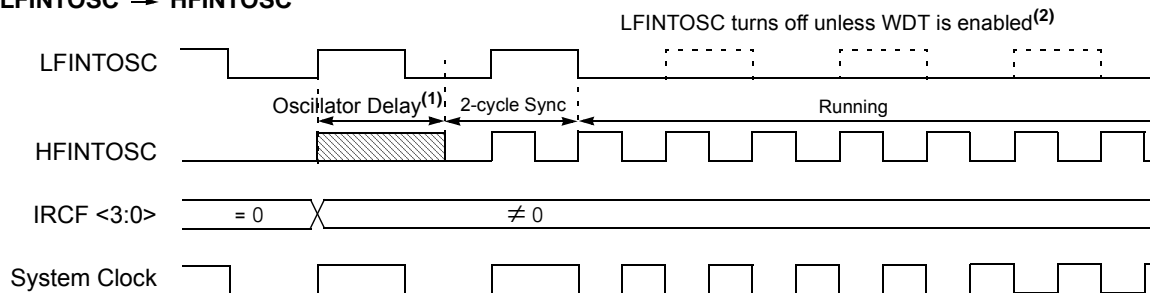 LFINTOSC → HFINTOSC
LFINTOSC turns off unless WDT is enabled(2)
LFINTOSC
Oscillator Delay(1)
2-cycle Sync
Running
HFINTOSC
IRCF <3:0>
= 0
≠ 0
System Clock